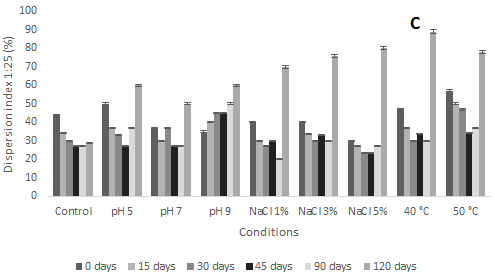 C
Dispersion index 1:25 (%)
100
90
80
70
60
50
40
30
20
10
0
Control pH 5 pH 7 pH 9 NaCl 1% NaCl 3% NaCl 5% 40 ºC 50 ºC
Conditions
0 days 15 days 30 days 45 days 90 days 120 days